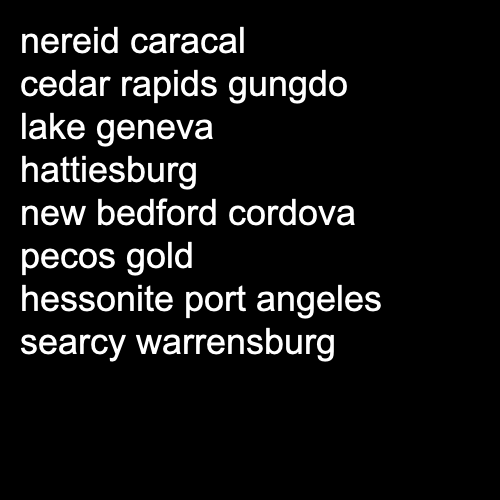 nereid caracal
cedar rapids gungdo
lake geneva
hattiesburg
new bedford cordova
pecos gold
hessonite port angeles
searcy warrensburg